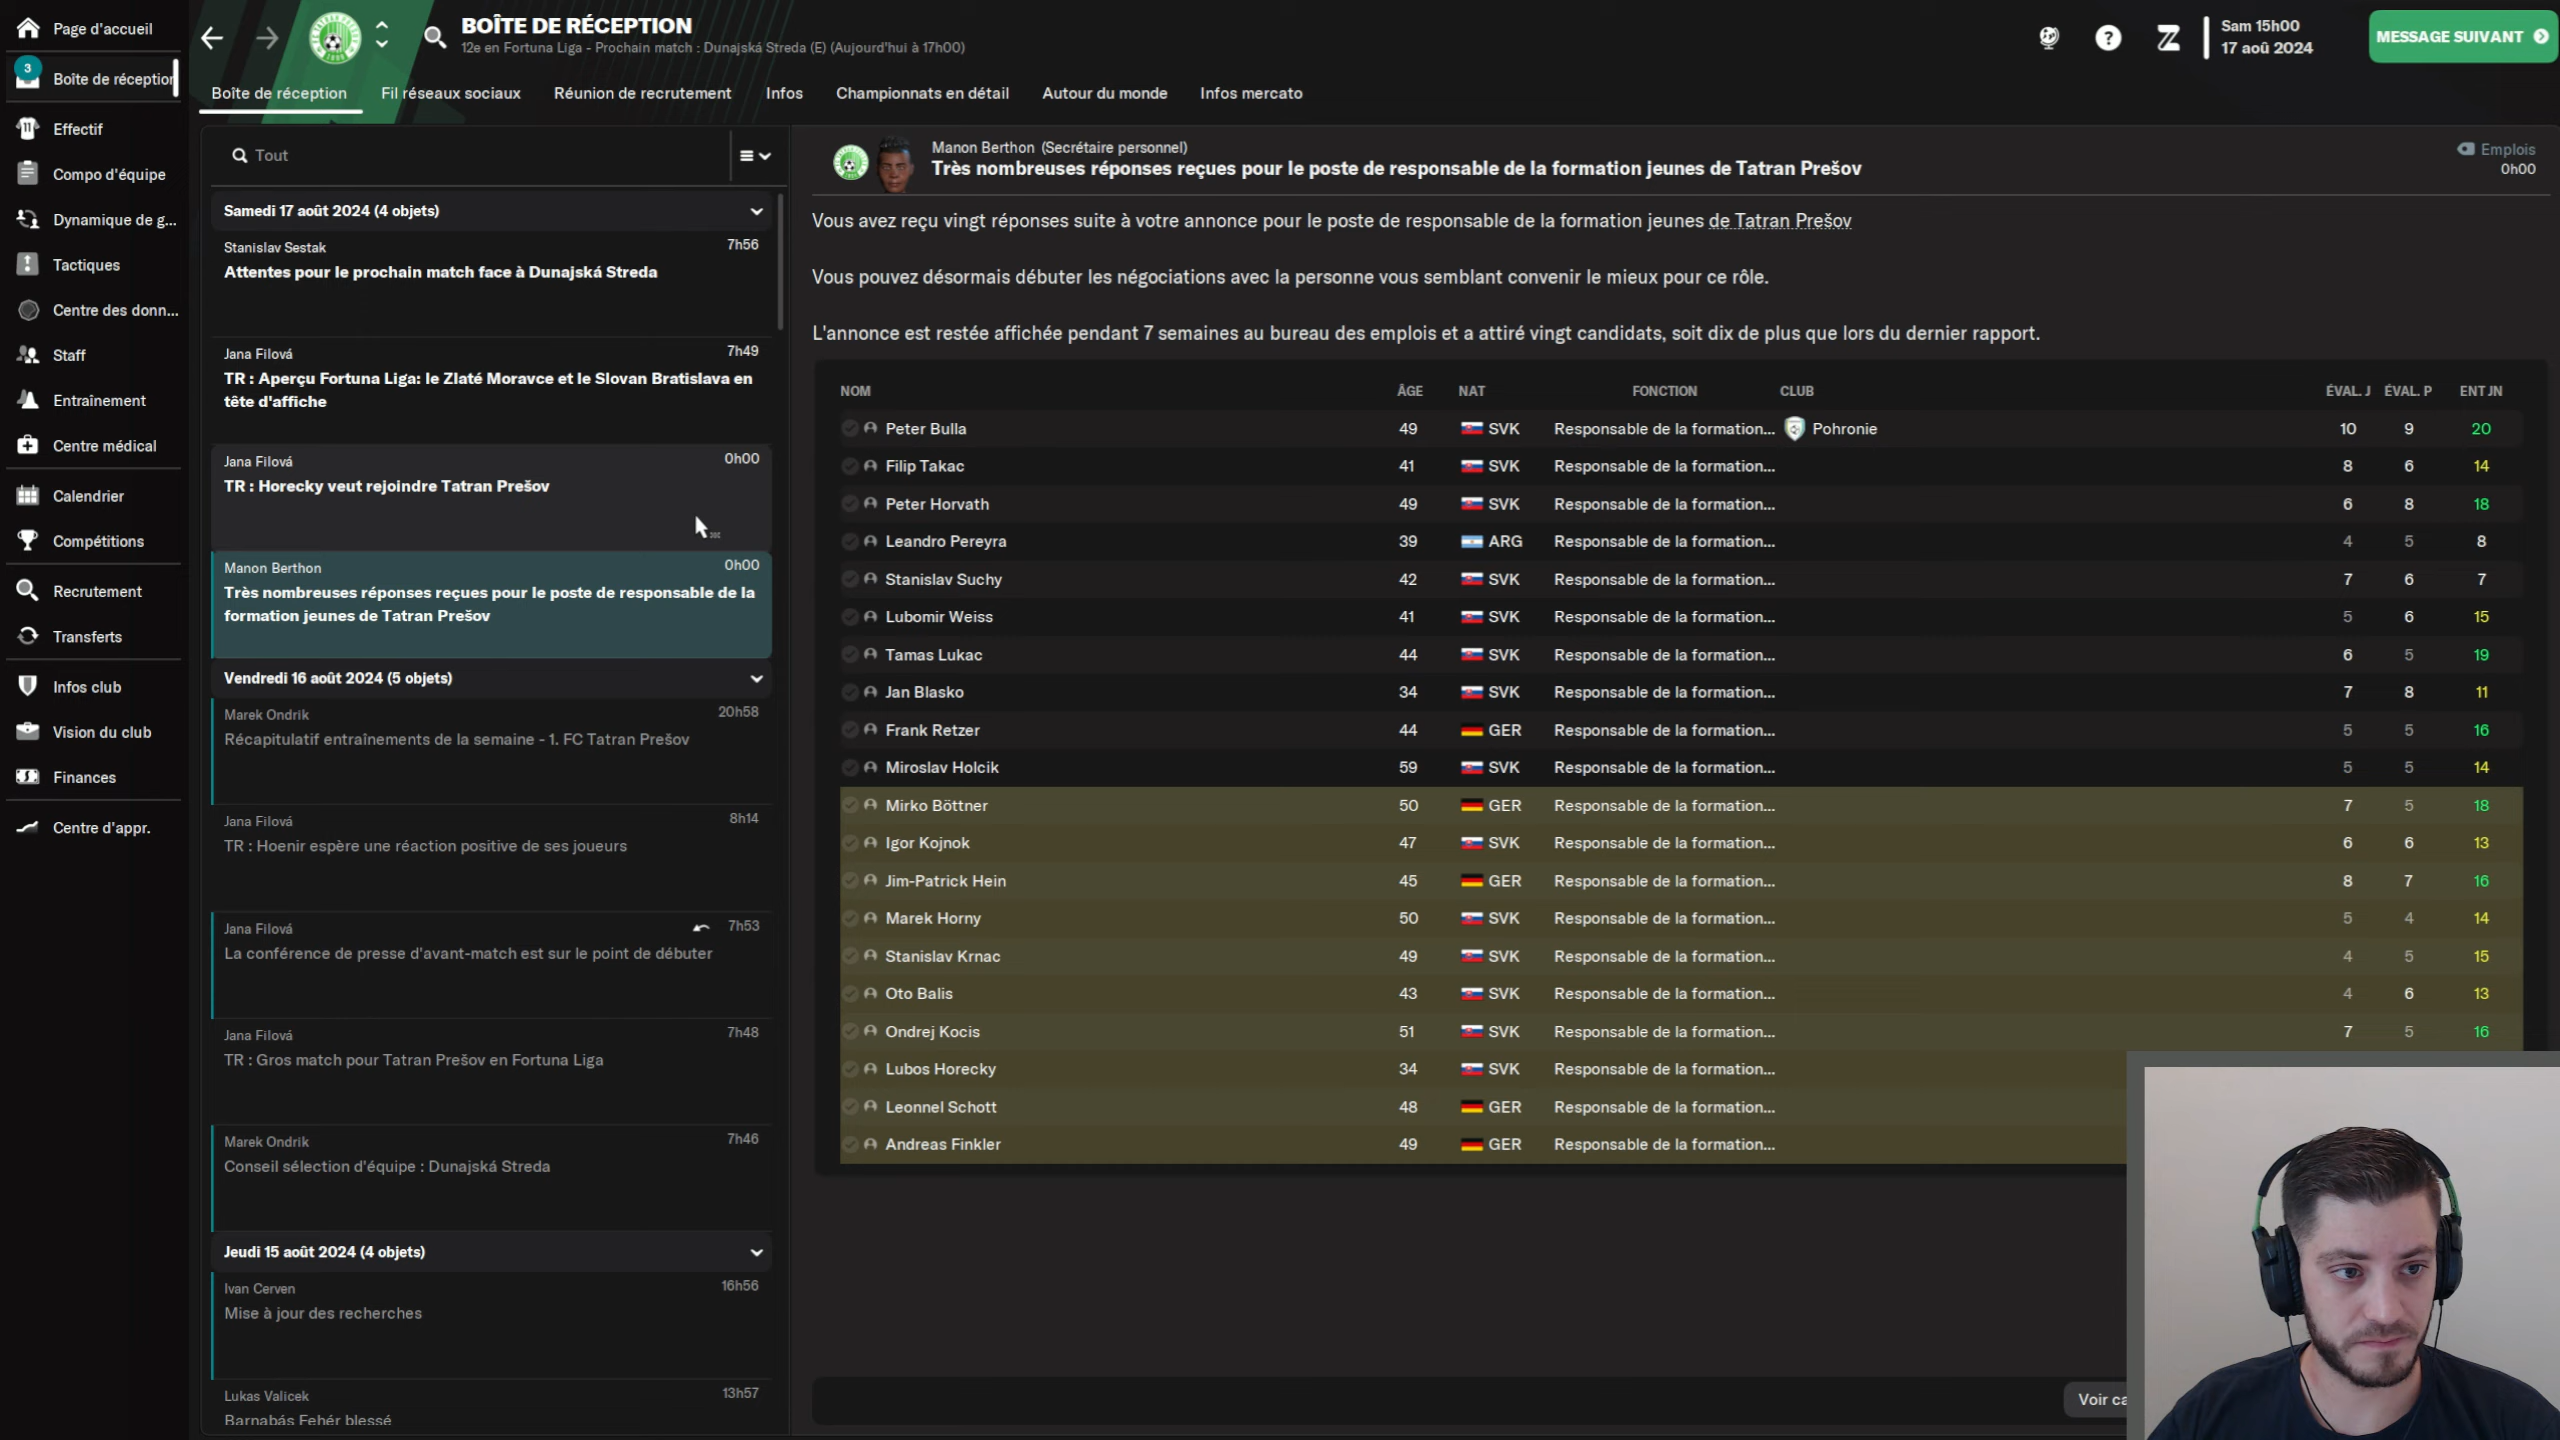 Page d'accueil
3
Boîte de réception
Effectif
Compo d'équipe
Dynamique de g...
Tactiques
Centre des donn...
Staff
Entraînement
Centre médical
Calendrier
Compétitions
Recrutement
Transferts
Infos club
Vision du club
Finances
Centre d'appr.
BOÎTE DE RÉCEPTION
12e en Fortuna Liga - Prochain match : Dunajská Streda (E) (Aujourd'hui à 17h00)
Sam 15h00
17 aoû 2024
MESSAGE SUIVANT
Boîte de réception Fil réseaux sociaux Réunion de recrutement Infos Championnats en détail Autour du monde Infos mercato
Tout
Samedi 17 août 2024 (4 objets)
Stanislav Sestak 7h56
Attentes pour le prochain match face à Dunajská Streda
Jana Filová 7h49
TR : Aperçu Fortuna Liga: le Zlaté Moravce et le Slovan Bratislava en
tête d'affiche
Jana Filová 0h00
TR : Horecky veut rejoindre Tatran Prešov
Manon Berthon 0h00
Très nombreuses réponses reçues pour le poste de responsable de la
formation jeunes de Tatran Prešov
Vendredi 16 août 2024 (5 objets)
Marek Ondrik 20h58
Récapitulatif entraînements de la semaine - 1. FC Tatran Prešov
Jana Filová 8h14
TR : Hoenir espère une réaction positive de ses joueurs
Jana Filová 7h53
La conférence de presse d'avant-match est sur le point de débuter
Jana Filová 7h48
TR : Gros match pour Tatran Prešov en Fortuna Liga
Marek Ondrik 7h46
Conseil sélection d'équipe : Dunajská Streda
Jeudi 15 août 2024 (4 objets)
Ivan Cerven 16h56
Mise à jour des recherches
Lukas Valicek 13h57
Barnabás Fehér blessé
Manon Berthon (Secrétaire personnel)
Très nombreuses réponses reçues pour le poste de responsable de la formation jeunes de Tatran Prešov
Emplois
0h00
Vous avez reçu vingt réponses suite à votre annonce pour le poste de responsable de la formation jeunes de Tatran Prešov
Vous pouvez désormais débuter les négociations avec la personne vous semblant convenir le mieux pour ce rôle.
L'annonce est restée affichée pendant 7 semaines au bureau des emplois et a attiré vingt candidats, soit dix de plus que lors du dernier rapport.
NOM ÂGE NAT FONCTION CLUB ÉVAL. J ÉVAL. P ENT JN
Peter Bulla 49 SVK Responsable de la formation... Pohronie 10 9 20
Filip Takac 41 SVK Responsable de la formation... 8 6 14
Peter Horvath 49 SVK Responsable de la formation... 6 8 18
Leandro Pereyra 39 ARG Responsable de la formation... 4 5 8
Stanislav Suchy 42 SVK Responsable de la formation... 7 6 7
Lubomir Weiss 41 SVK Responsable de la formation... 5 6 15
Tamas Lukac 44 SVK Responsable de la formation... 6 5 19
Jan Blasko 34 SVK Responsable de la formation... 7 8 11
Frank Retzer 44 GER Responsable de la formation... 5 5 16
Miroslav Holcik 59 SVK Responsable de la formation... 5 5 14
Mirko Böttner 50 GER Responsable de la formation... 7 5 18
Igor Kojnok 47 SVK Responsable de la formation... 6 6 13
Jim-Patrick Hein 45 GER Responsable de la formation... 8 7 16
Marek Horny 50 SVK Responsable de la formation... 5 4 14
Stanislav Krnac 49 SVK Responsable de la formation... 4 5 15
Oto Balis 43 SVK Responsable de la formation... 4 6 13
Ondrej Kocis 51 SVK Responsable de la formation... 7 5 16
Lubos Horecky 34 SVK Responsable de la formation...
Leonnel Schott 48 GER Responsable de la formation...
Andreas Finkler 49 GER Responsable de la formation...
Voir ca